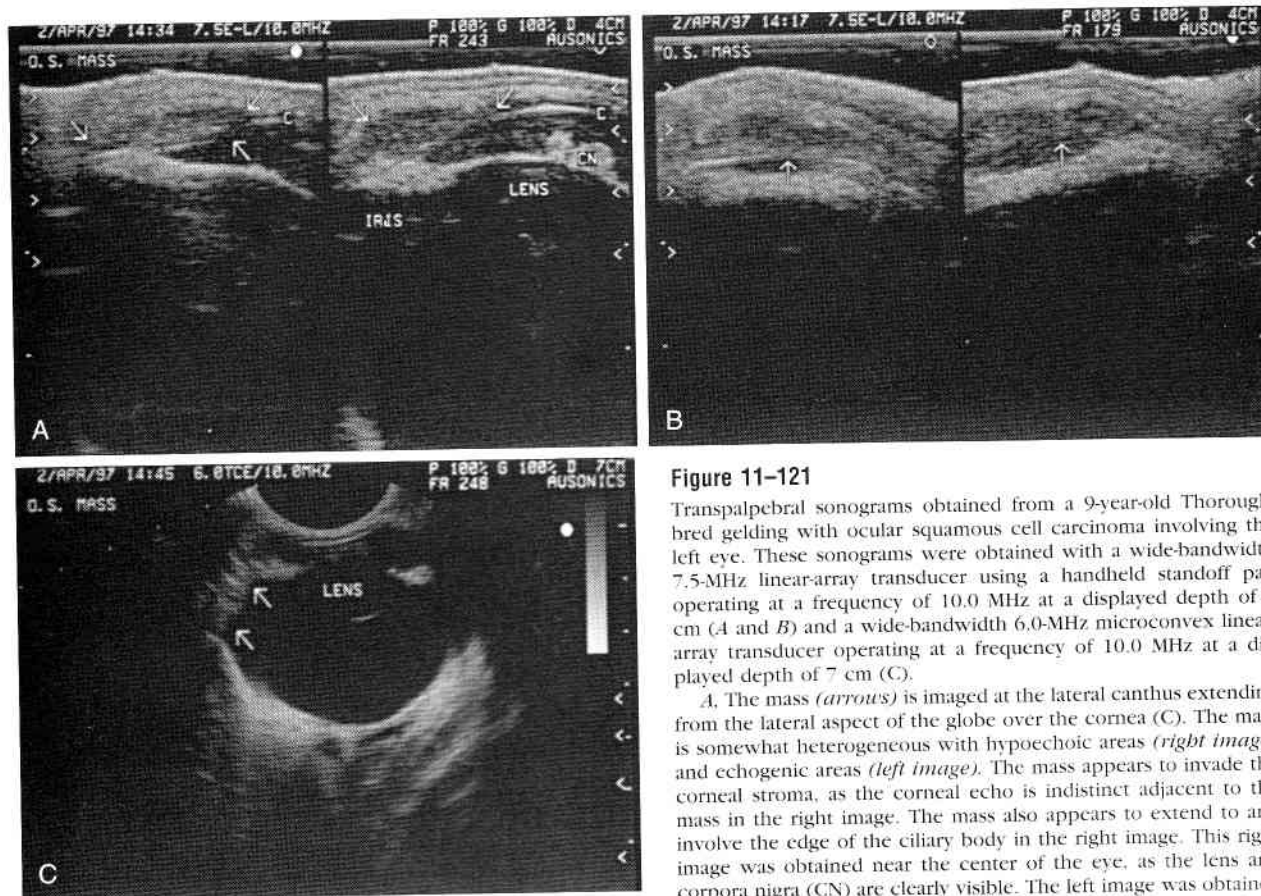 2/APR/97 14:34 7.5E-L/10.0MHZ P 100% G 100% D 4CM
FR 243 AUSONICS
O.S. MASS
C
C
CN
LENS
IRIS
A
2/APR/97 14:17 7.5E-L/10.0MHZ P 100% G 100% D 4CM
FR 179 AUSONICS
O.S. MASS
B
2/APR/97 14:45 6.0TCE/10.0MHZ P 100% G 100% D 7CM
FR 248 AUSONICS
O.S. MASS
LENS
C
Figure 11–121
Transpalpebral sonograms obtained from a 9-year-old Thorough
bred gelding with ocular squamous cell carcinoma involving th
left eye. These sonograms were obtained with a wide-bandwidt
7.5-MHz linear-array transducer using a handheld standoff pa
operating at a frequency of 10.0 MHz at a displayed depth of
cm (A and B) and a wide-bandwidth 6.0-MHz microconvex linea
array transducer operating at a frequency of 10.0 MHz at a di
played depth of 7 cm (C).
A, The mass (arrows) is imaged at the lateral canthus extendin
from the lateral aspect of the globe over the cornea (C). The ma
is somewhat heterogeneous with hypoechoic areas (right imag
and echogenic areas (left image). The mass appears to invade th
corneal stroma, as the corneal echo is indistinct adjacent to th
mass in the right image. The mass also appears to extend to an
involve the edge of the ciliary body in the right image. This rig
image was obtained near the center of the eye, as the lens an
corpora nigra (CN) are clearly visible. The left image was obtaine